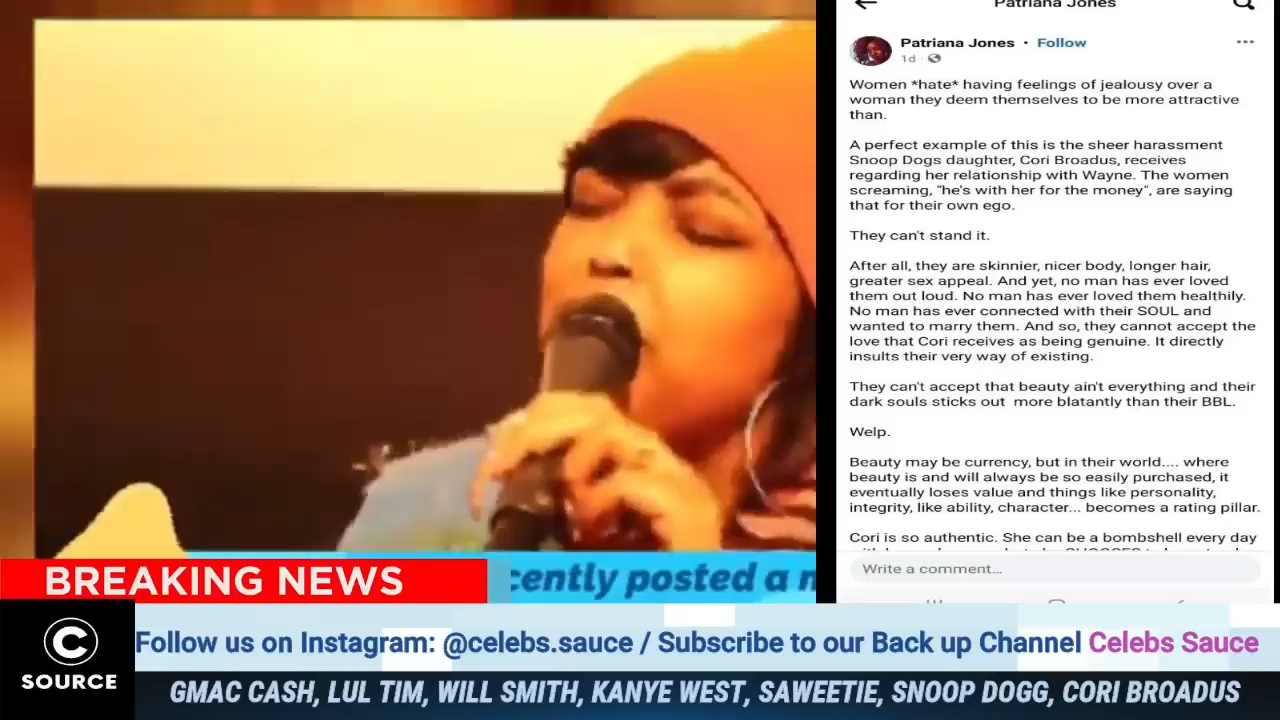 Patriana Jones
Patriana Jones · Follow
1d ·
Women *hate* having feelings of jealousy over a
woman they deem themselves to be more attractive
than.
A perfect example of this is the sheer harassment
Snoop Dogs daughter, Cori Broadus, receives
regarding her relationship with Wayne. The women
screaming, "he's with her for the money", are saying
that for their own ego.
They can't stand it.
After all, they are skinnier, nicer body, longer hair,
greater sex appeal. And yet, no man has ever loved
them out loud. No man has ever loved them healthily.
No man has ever connected with their SOUL and
wanted to marry them. And so, they cannot accept the
love that Cori receives as being genuine. It directly
insults their very way of existing.
They can't accept that beauty ain't everything and their
dark souls sticks out more blatantly than their BBL.
Welp.
Beauty may be currency, but in their world.... where
beauty is and will always be so easily purchased, it
eventually loses value and things like personality,
integrity, like ability, character... becomes a rating pillar.
Cori is so authentic. She can be a bombshell every day
Write a comment...
BREAKING NEWS
cently posted a
C
SOURCE
Follow us on Instagram: @celebs.sauce / Subscribe to our Back up Channel Celebs Sauce
GMAC CASH, LUL TIM, WILL SMITH, KANYE WEST, SAWEETIE, SNOOP DOGG, CORI BROADUS